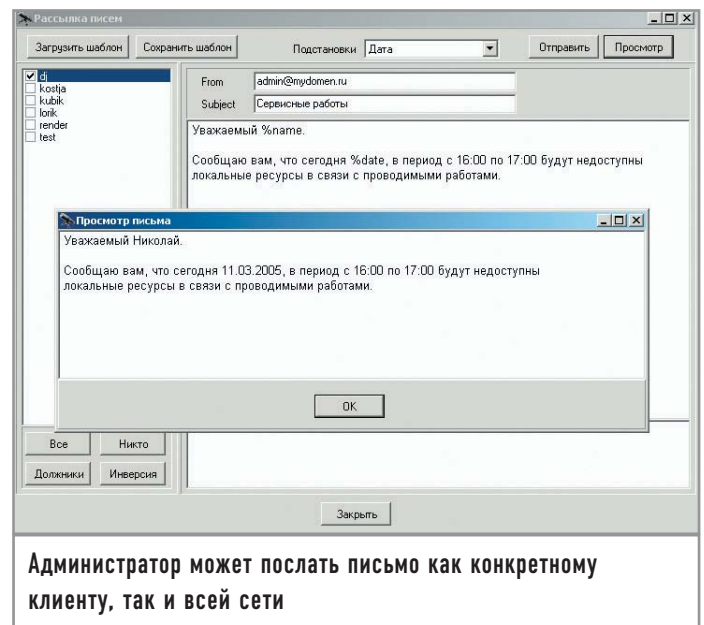 Рассылка писем
Загрузить шаблон Сохранить шаблон Подстановки Дата Отправить Просмотр
dj
kostja
kubik
lorik
render
test
From admin@mydomen.ru
Subject Сервисные работы
Уважаемый %name.
Сообщаю вам, что сегодня %date, в период с 16:00 по 17:00 будут недоступны
локальные ресурсы в связи с проводимыми работами.
Просмотр письма
Уважаемый Николай.
Сообщаю вам, что сегодня 11.03.2005, в период с 16:00 по 17:00 будут недоступны
локальные ресурсы в связи с проводимыми работами.
OK
Все Никто
Должники Инверсия
Закрыть
Администратор может послать письмо как конкретному
клиенту, так и всей сети